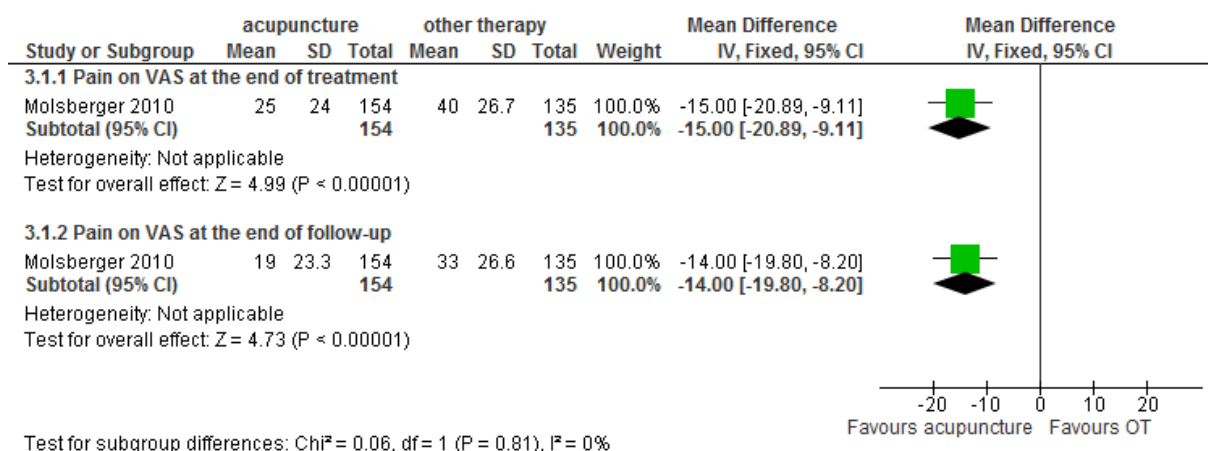 acupuncture other therapy Mean Difference Mean Difference
Study or Subgroup Mean SD Total Mean SD Total Weight IV, Fixed, 95% CI IV, Fixed, 95% CI
3.1.1 Pain on VAS at the end of treatment
Molsberger 2010 25 24 154 40 26.7 135 100.0% -15.00 [-20.89, -9.11]
Subtotal (95% CI) 154 135 100.0% -15.00 [-20.89, -9.11]
Heterogeneity: Not applicable
Test for overall effect: Z = 4.99 (P < 0.00001)
3.1.2 Pain on VAS at the end of follow-up
Molsberger 2010 19 23.3 154 33 26.6 135 100.0% -14.00 [-19.80, -8.20]
Subtotal (95% CI) 154 135 100.0% -14.00 [-19.80, -8.20]
Heterogeneity: Not applicable
Test for overall effect: Z = 4.73 (P < 0.00001)
-20 -10 0 10 20
Favours acupuncture Favours OT
Test for subgroup differences: Chi² = 0.06, df = 1 (P = 0.81), I² = 0%